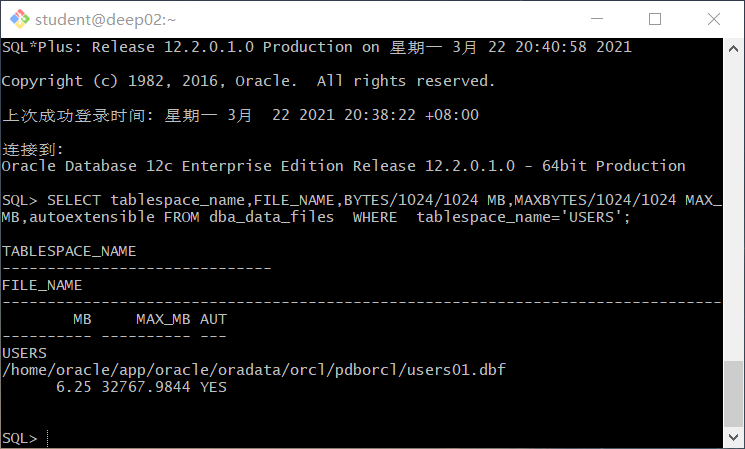 student@deep02:~
SQL*Plus: Release 12.2.0.1.0 Production on 星期一 3月 22 20:40:58 2021
Copyright (c) 1982, 2016, Oracle.  All rights reserved.
上次成功登录时间: 星期一 3月  22 2021 20:38:22 +08:00
连接到:
Oracle Database 12c Enterprise Edition Release 12.2.0.1.0 - 64bit Production
SQL> SELECT tablespace_name,FILE_NAME,BYTES/1024/1024 MB,MAXBYTES/1024/1024 MAX_
MB,autoextensible FROM dba_data_files  WHERE  tablespace_name='USERS';
TABLESPACE_NAME
------------------------------
FILE_NAME
--------------------------------------------------------------------------------
        MB     MAX_MB AUT
---------- ---------- ---
USERS
/home/oracle/app/oracle/oradata/orcl/pdborcl/users01.dbf
      6.25 32767.9844 YES
SQL>